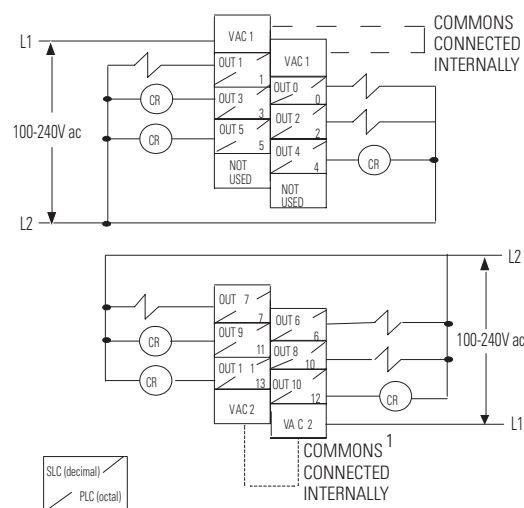 L1
VAC 1
COMMONS
CONNECTED
INTERNALLY
VAC 1
OUT 1
1
OUT 0
0
CR
OUT 3
3
OUT 2
2
100-240V ac
CR
OUT 5
5
OUT 4
4
CR
NOT
USED
NOT
USED
L2
L2
OUT 7
7
OUT 6
6
CR
OUT 9
11
OUT 8
10
100-240V ac
CR
OUT 1 1
13
OUT 10
12
CR
VAC 2
VA C 2
L1
COMMONS 1
CONNECTED
INTERNALLY
SLC (decimal)
PLC (octal)